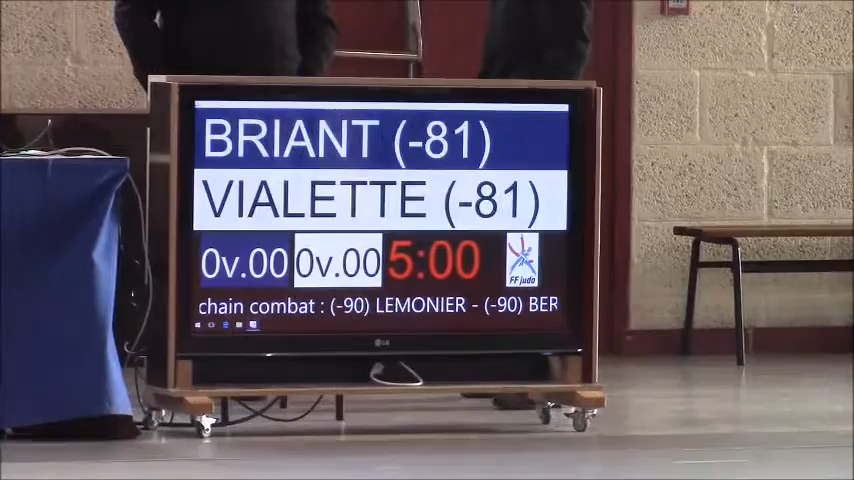 BRIANT (-81)
VIALETTE (-81)
0v.00 0v.00 5:00 FF judo
chain combat : (-90) LEMONIER - (-90) BER
LG